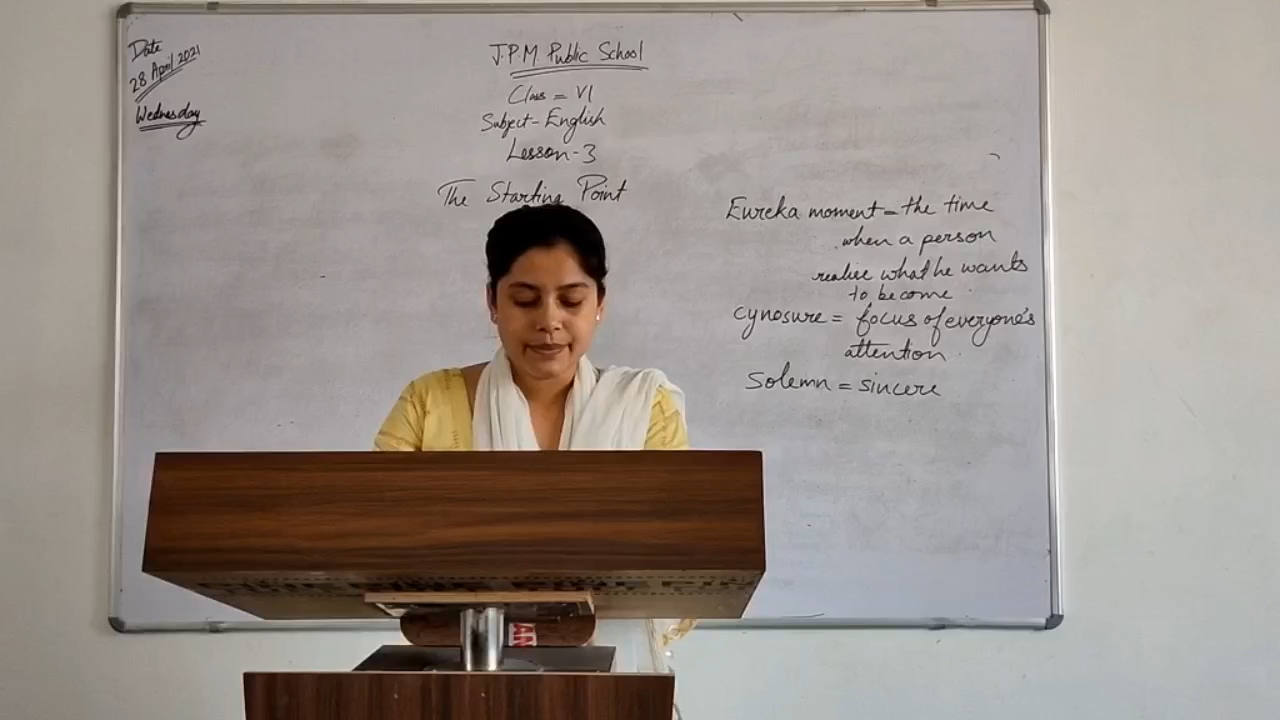 Date
28 April 2021
Wednesday
J.P.M. Public School
Class = VI
Subject- English
Lesson-3
The Starting Point
Eureka moment = the time
when a person
realise what he wants
to become
cynosure = focus of everyone's
attention
Solemn = sincere